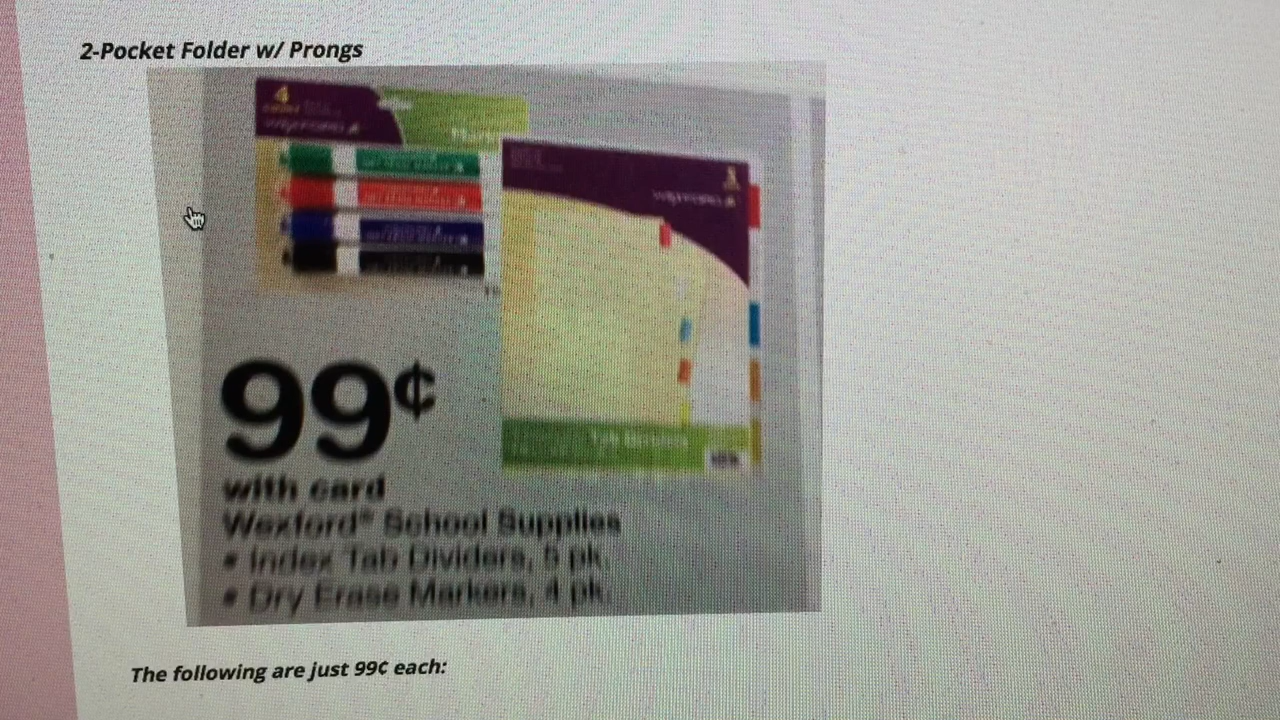 2-Pocket Folder w/ Prongs
4
99¢
with card
Wexford® School Supplies
• Index Tab Dividers, 5 pk.
• Dry Erase Markers, 4 pk.
The following are just 99¢ each: